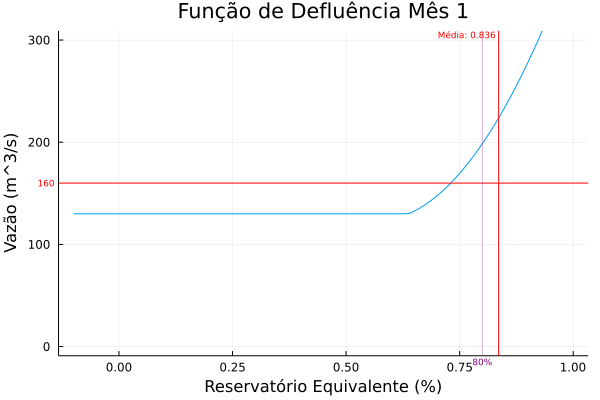 Função de Defluência Mês 1
Média: 0.836
300
200
160
100
0
Vazão (m^3/s)
0.00
0.25
0.50
0.75
80%
1.00
Reservatório Equivalente (%)